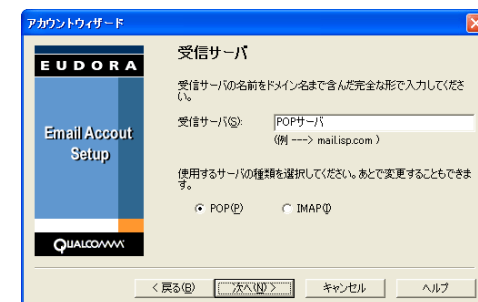 アカウントウィザード
EUDORA
Email Accout
Setup
QUALCOMM
受信サーバ
受信サーバの名前をドメイン名まで含んだ完全な形で入力してくださ
い。
受信サーバ(S):
POPサーバ
(例 ---> mail.isp.com )
使用するサーバの種類を選択してください。あとで変更することもできま
す。
POP(P)
IMAP(I)
< 戻る(B)
次へ(N) >
キャンセル
ヘルプ